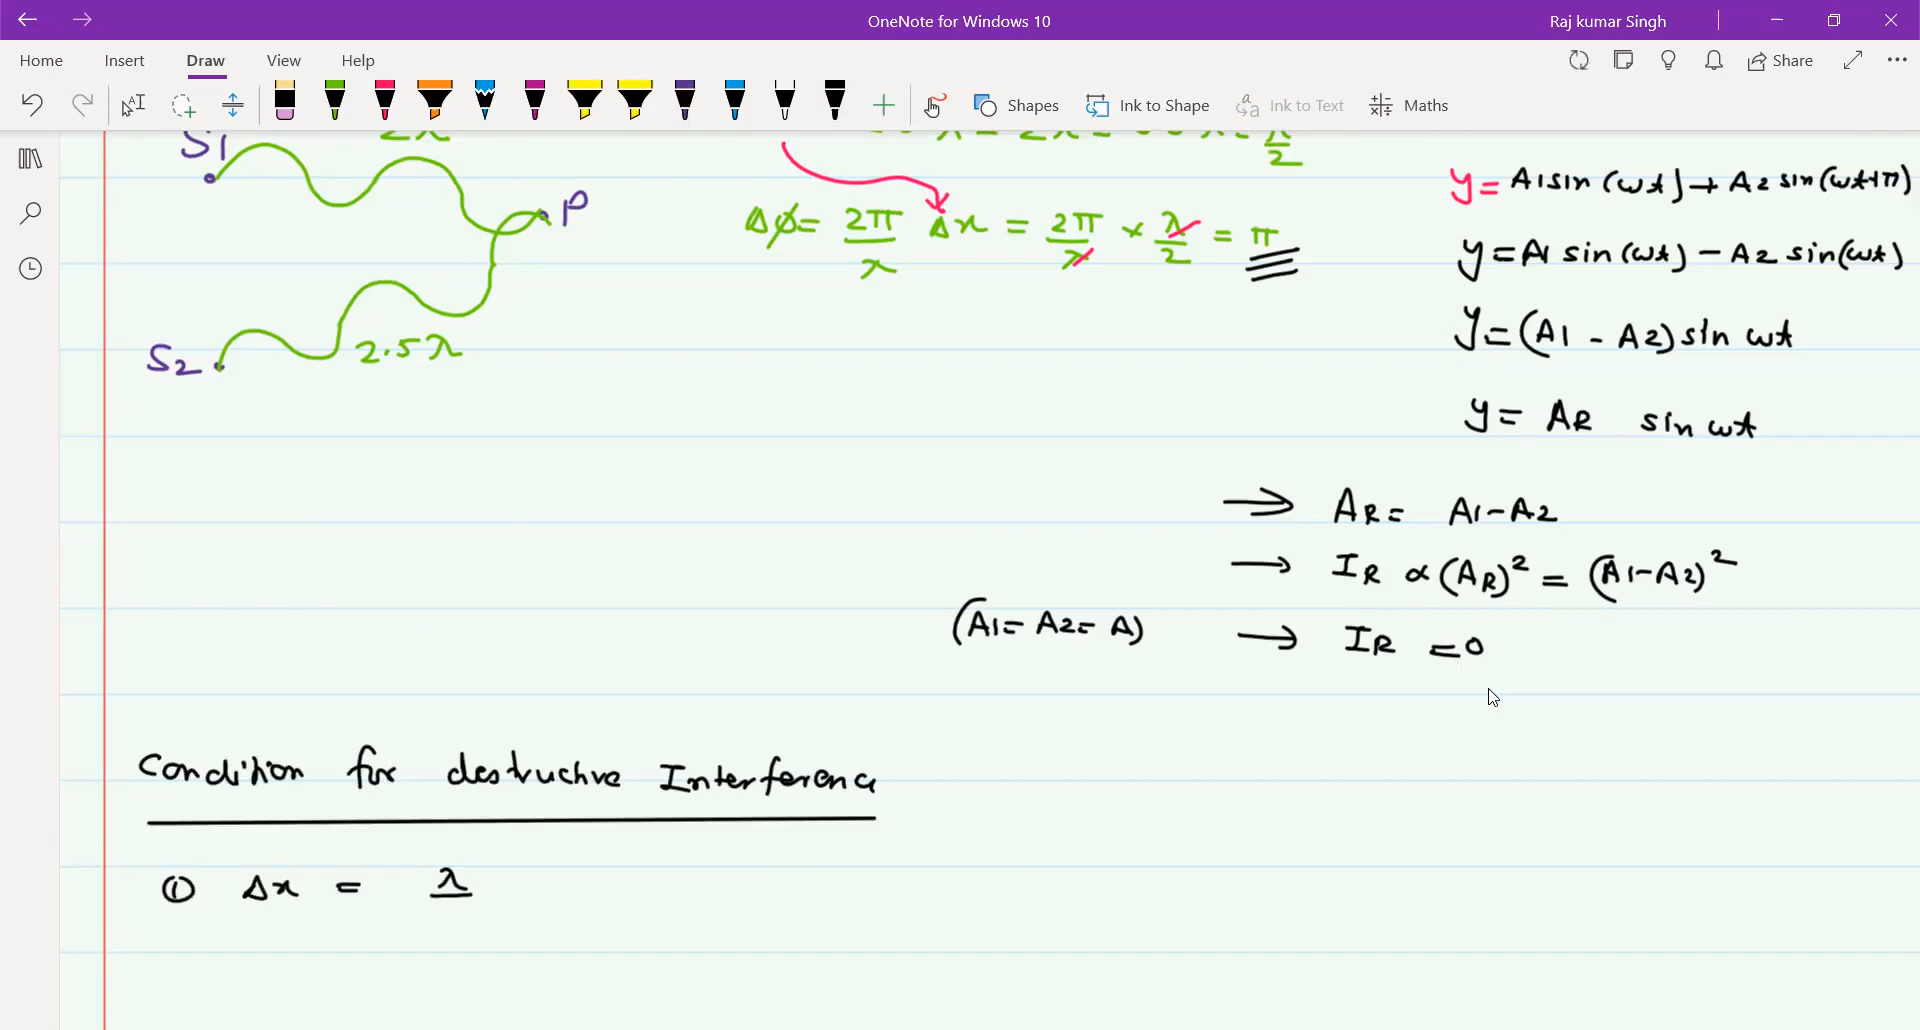 OneNote for Windows 10
Raj kumar Singh
Home Insert Draw View Help
Share
Shapes Ink to Shape Ink to Text Maths
S1
2λ
P
S2
2.5λ
Δφ = 2π/λ Δx = 2π/λ × λ/2 = π
y = A1 sin (ωt) + A2 sin(ωt+π)
y = A1 sin (ωt) − A2 sin(ωt)
y = (A1 − A2) sin ωt
y = AR sin ωt
→ AR = A1 − A2
→ IR ∝ (AR)² = (A1 − A2)²
(A1 = A2 = A) → IR = 0
Condition for destructive Interference
① Δx = λ